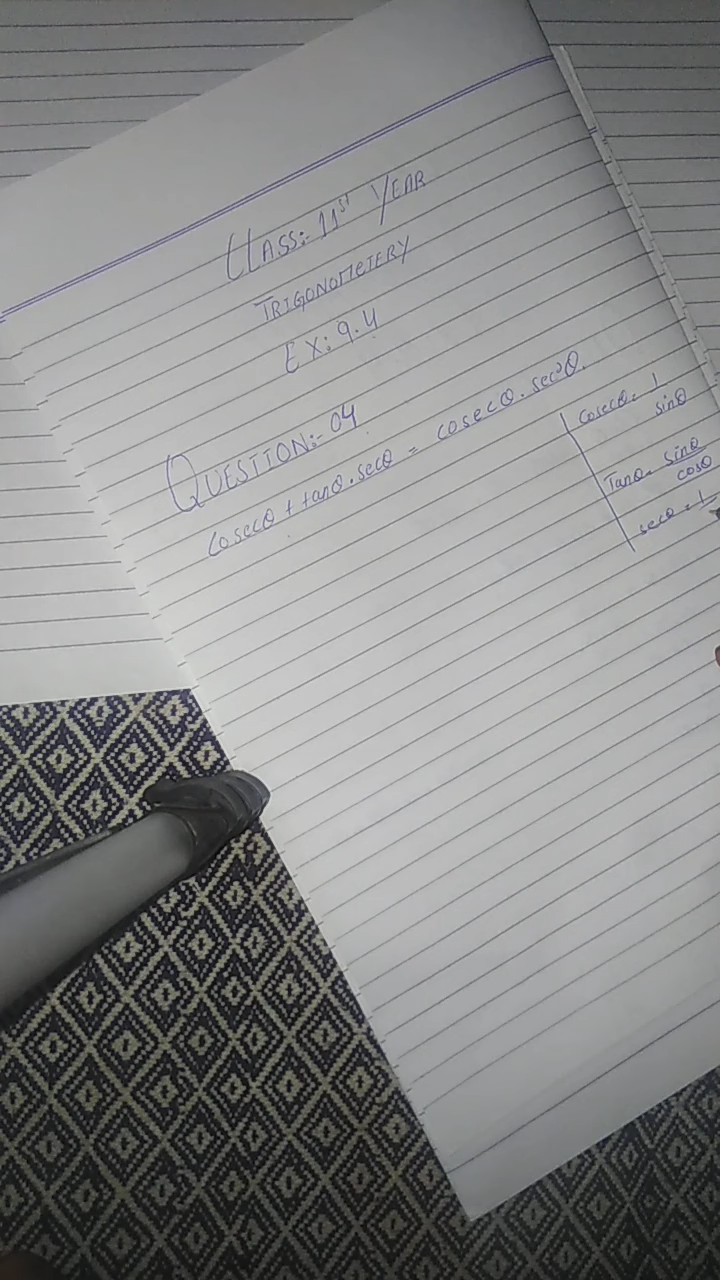 CLASS:- 11st YEAR
TRIGONOMETERY
EX: 9.4
QUESTION:- 04
cosecθ + tanθ . secθ = cosecθ . sec²θ.
cosecθ = 1/sinθ
Tanθ = sinθ/cosθ
secθ = 1/